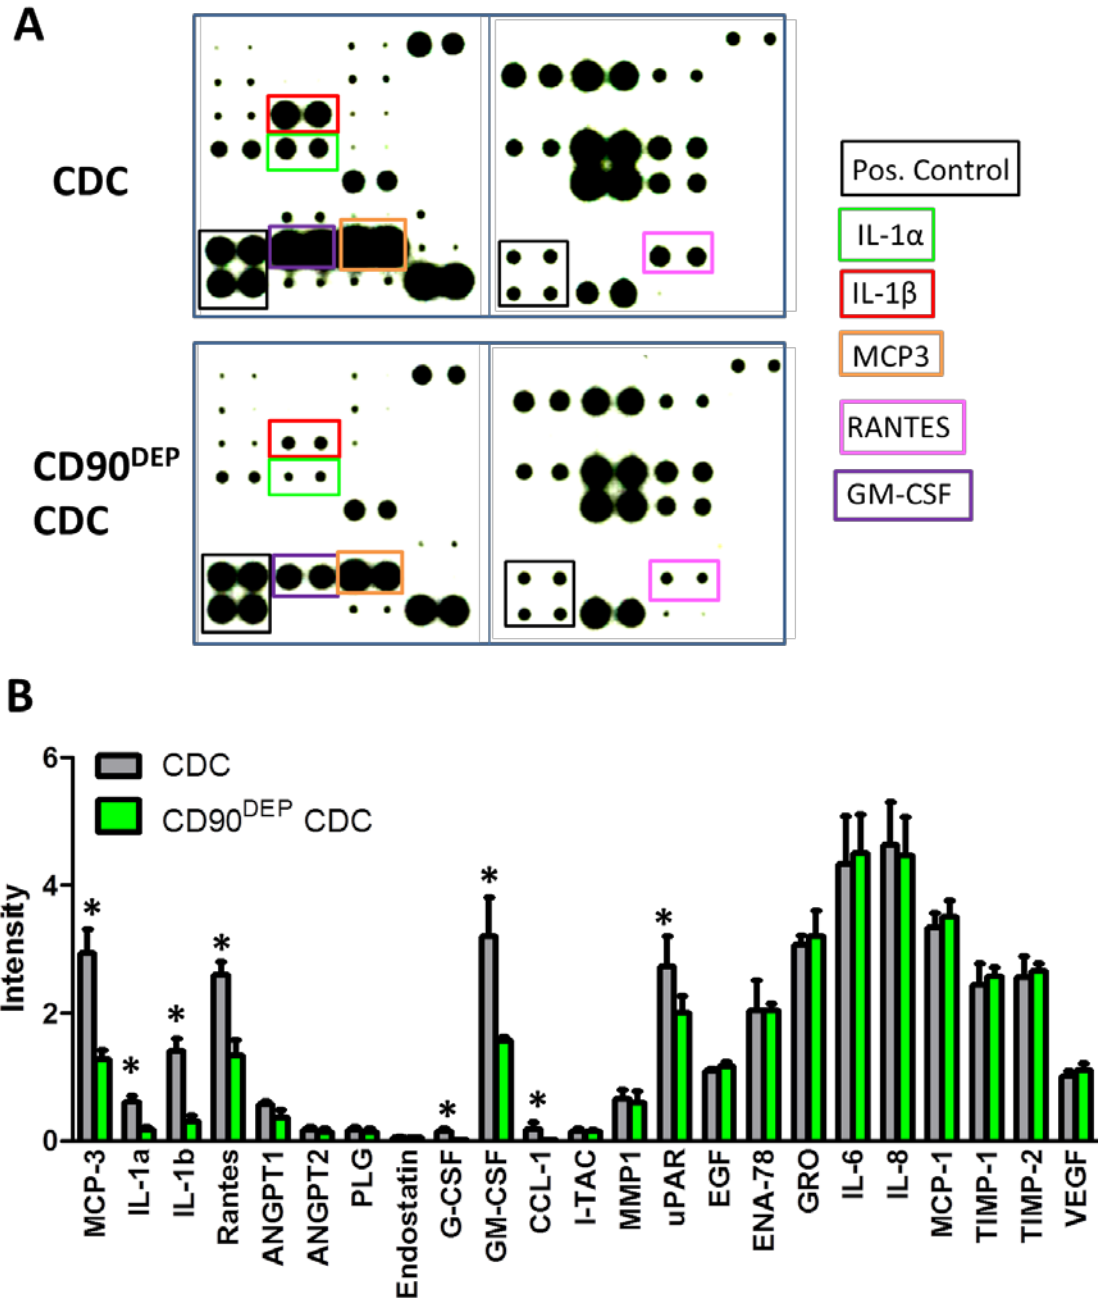 A
CDC
Pos. Control
IL-1α
IL-1β
MCP3
RANTES
GM-CSF
CD90DEP
CDC
B
CDC
CD90DEP CDC
Intensity
6
4
2
0
* * * * * * * *
MCP-3
IL-1a
IL-1b
Rantes
ANGPT1
ANGPT2
PLG
Endostatin
G-CSF
GM-CSF
CCL-1
I-TAC
MMP1
uPAR
EGF
ENA-78
GRO
IL-6
IL-8
MCP-1
TIMP-1
TIMP-2
VEGF